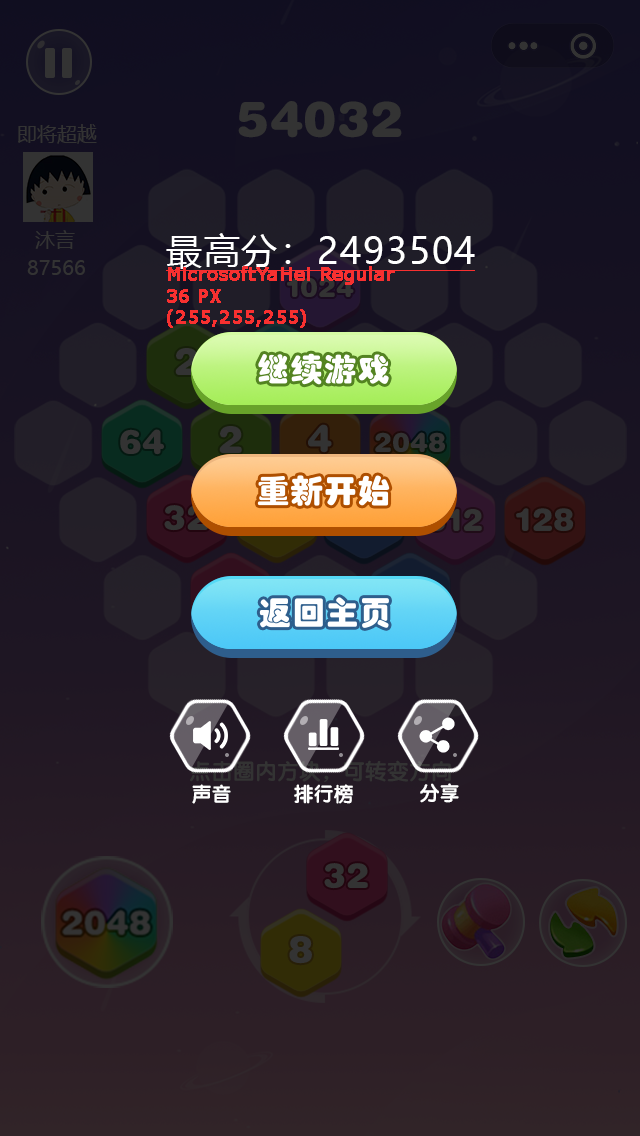 54032
即将超越
沐言
87566
最高分：2493504
MicrosoftYaHei Regular
36 PX
(255,255,255)
1024
2
继续游戏
64
2
4
2048
重新开始
32
12
128
返回主页
点击圈内方块，可转变方向
声音
排行榜
分享
32
2048
8